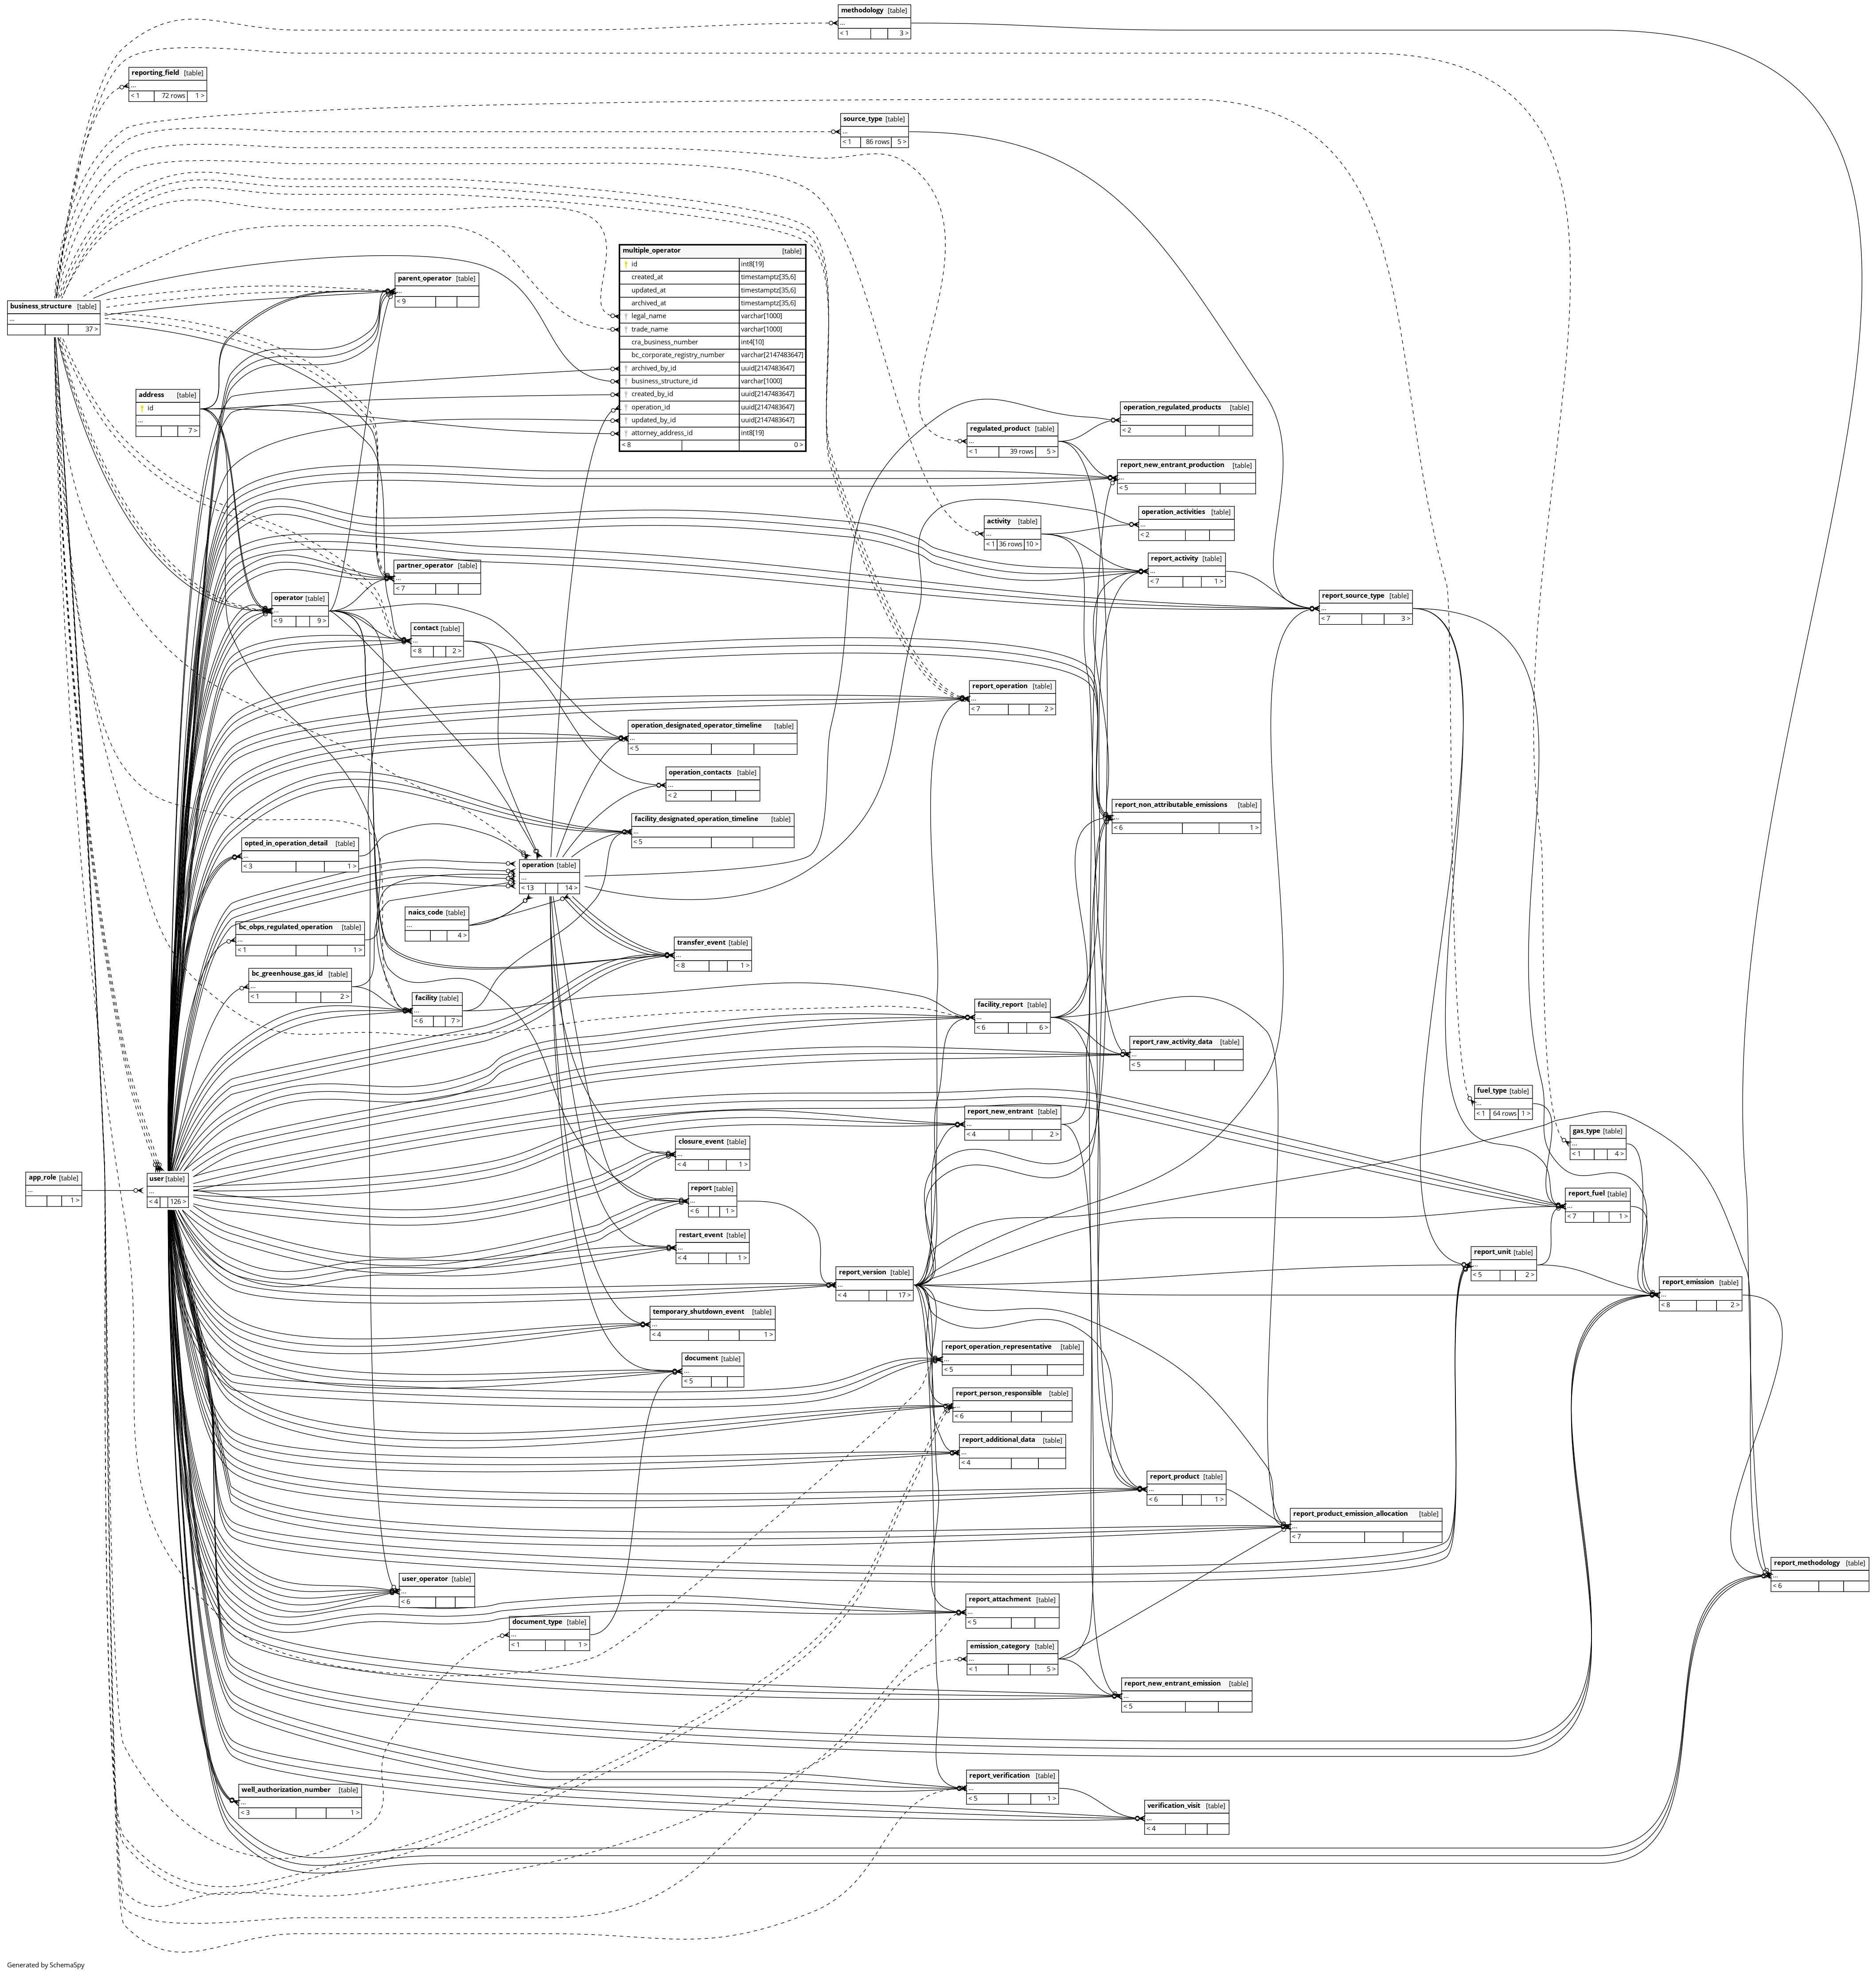 methodology [table]
...
< 1 3 >
reporting_field [table]
...
< 1 72 rows 1 >
source_type [table]
...
< 1 86 rows 5 >
multiple_operator [table]
id int8[19]
created_at timestamptz[35,6]
updated_at timestamptz[35,6]
archived_at timestamptz[35,6]
legal_name varchar[1000]
trade_name varchar[1000]
cra_business_number int4[10]
bc_corporate_registry_number varchar[2147483647]
archived_by_id uuid[2147483647]
business_structure_id varchar[1000]
created_by_id uuid[2147483647]
operation_id uuid[2147483647]
updated_by_id uuid[2147483647]
attorney_address_id int8[19]
< 8 0 >
parent_operator [table]
...
< 9
business_structure [table]
...
37 >
address [table]
id
...
7 >
operation_regulated_products [table]
...
< 2
regulated_product [table]
...
< 1 39 rows 5 >
report_new_entrant_production [table]
...
< 5
operation_activities [table]
...
< 2
activity [table]
...
< 1 36 rows 10 >
report_activity [table]
...
< 7 1 >
partner_operator [table]
...
< 7
operator [table]
...
< 9 9 >
report_source_type [table]
...
< 7 3 >
contact [table]
...
< 8 2 >
report_operation [table]
...
< 7 2 >
operation_designated_operator_timeline [table]
...
< 5
operation_contacts [table]
...
< 2
report_non_attributable_emissions [table]
...
< 6 1 >
facility_designated_operation_timeline [table]
...
< 5
opted_in_operation_detail [table]
...
< 3 1 >
operation [table]
...
< 13 14 >
naics_code [table]
...
4 >
bc_obps_regulated_operation [table]
...
< 1 1 >
transfer_event [table]
...
< 8 1 >
bc_greenhouse_gas_id [table]
...
< 1 2 >
facility [table]
...
< 6 7 >
facility_report [table]
...
< 6 6 >
report_raw_activity_data [table]
...
< 5
fuel_type [table]
...
< 1 64 rows 1 >
report_new_entrant [table]
...
< 4 2 >
gas_type [table]
...
< 1 4 >
closure_event [table]
...
< 4 1 >
app_role [table]
...
1 >
user [table]
...
< 4 126 >
report [table]
...
< 6 1 >
report_fuel [table]
...
< 7 1 >
restart_event [table]
...
< 4 1 >
report_unit [table]
...
< 5 2 >
report_version [table]
...
< 4 17 >
report_emission [table]
...
< 8 2 >
temporary_shutdown_event [table]
...
< 4 1 >
report_operation_representative [table]
...
< 5
document [table]
...
< 5
report_person_responsible [table]
...
< 6
report_additional_data [table]
...
< 4
report_product [table]
...
< 6 1 >
report_product_emission_allocation [table]
...
< 7
report_methodology [table]
...
< 6
user_operator [table]
...
< 6
report_attachment [table]
...
< 5
document_type [table]
...
< 1 1 >
emission_category [table]
...
< 1 5 >
report_new_entrant_emission [table]
...
< 5
report_verification [table]
...
< 5 1 >
well_authorization_number [table]
...
< 3 1 >
verification_visit [table]
...
< 4
Generated by SchemaSpy